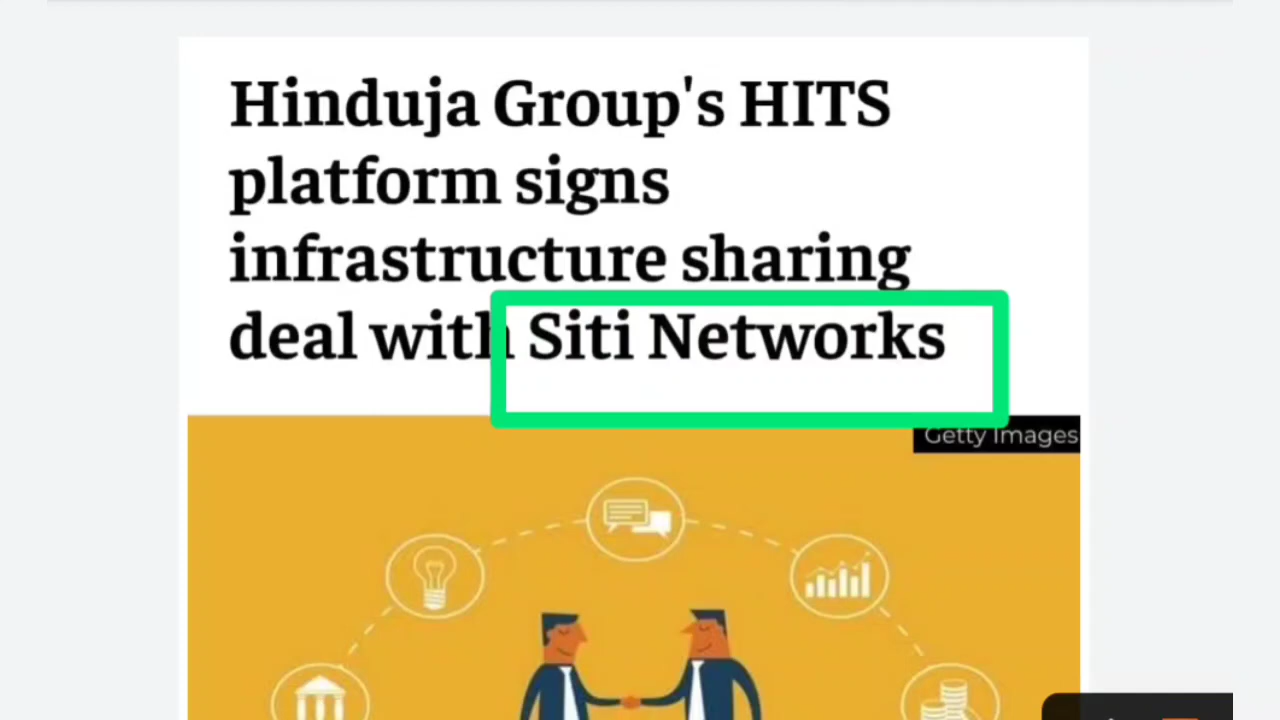 Hinduja Group's HITS
platform signs
infrastructure sharing
deal with Siti Networks
Getty Images